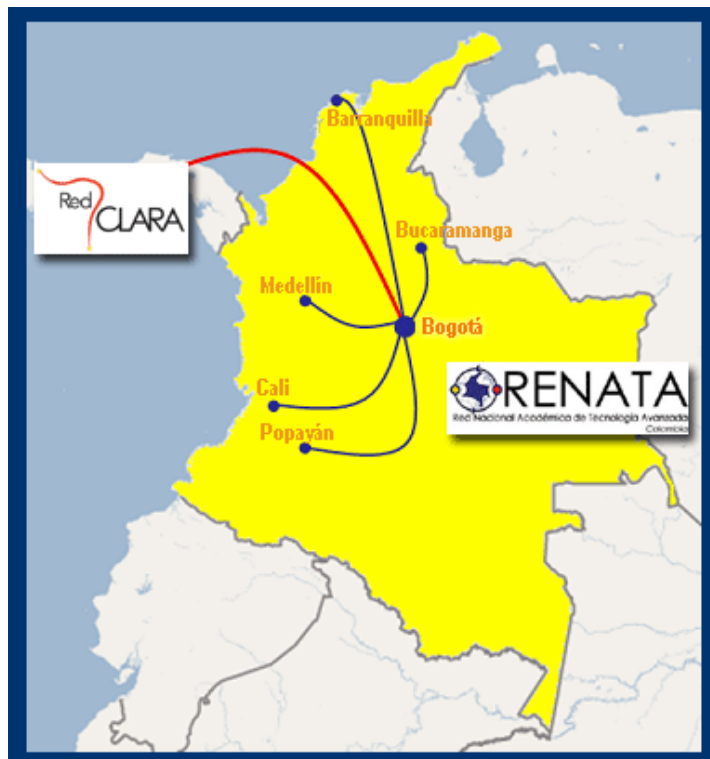 Barranquilla
Red
CLARA
Bucaramanga
Medellín
Bogotá
RENATA
Red Nacional Académica de Tecnología Avanzada
Colombia
Cali
Popayán